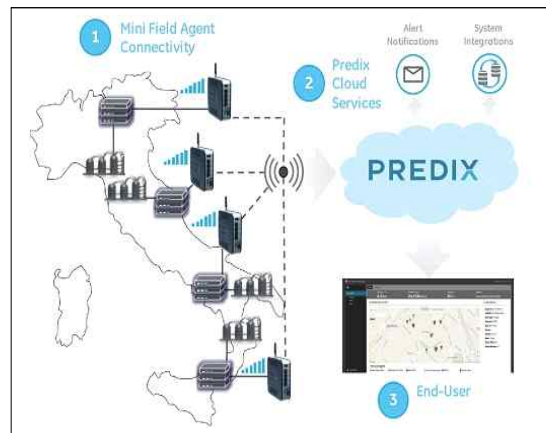 1
Mini Field Agent
Connectivity
2
Predix
Cloud
Services
Alert
Notifications
System
Integrations
PREDIX
3
End-User